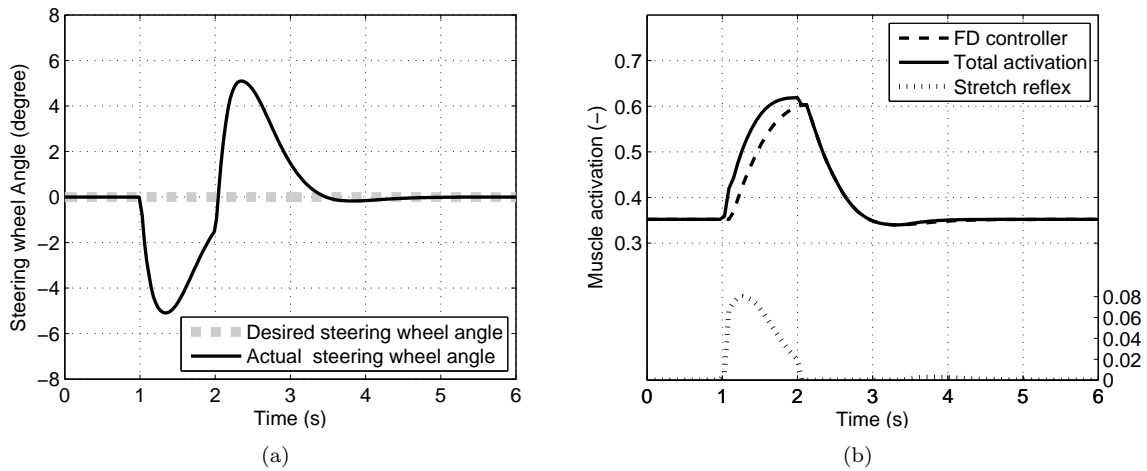 8
6
4
2
0
−2
−4
−6
−8
Steering wheel Angle (degree)
Desired steering wheel angle
Actual steering wheel angle
0 1 2 3 4 5 6
Time (s)
(a)
0.7
0.6
0.5
0.4
0.3
Muscle activation (−)
FD controller
Total activation
Stretch reflex
0.08
0.06
0.04
0.02
0
0 1 2 3 4 5 6
Time (s)
(b)